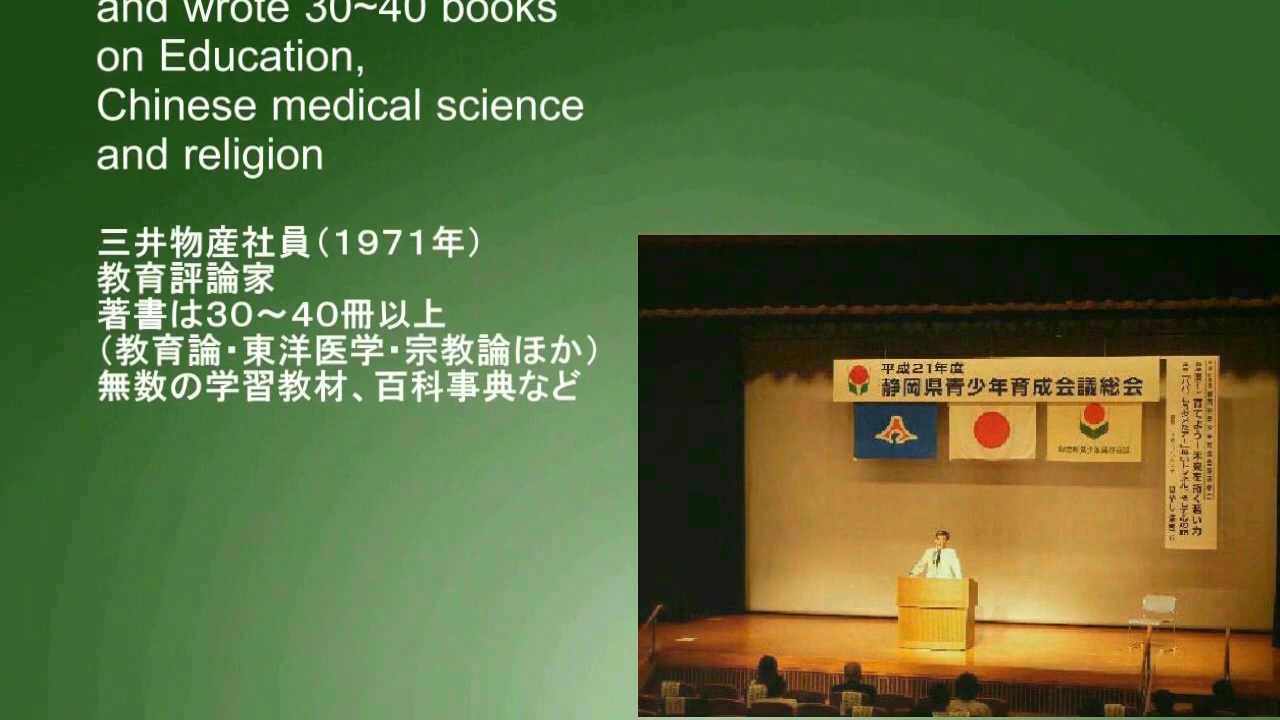 and wrote 30~40 books
on Education,
Chinese medical science
and religion
三井物産社員（1971年）
教育評論家
著書は30～40冊以上
（教育論・東洋医学・宗教論ほか）
無数の学習教材、百科事典など
平成21年度
静岡県青少年育成会議総会